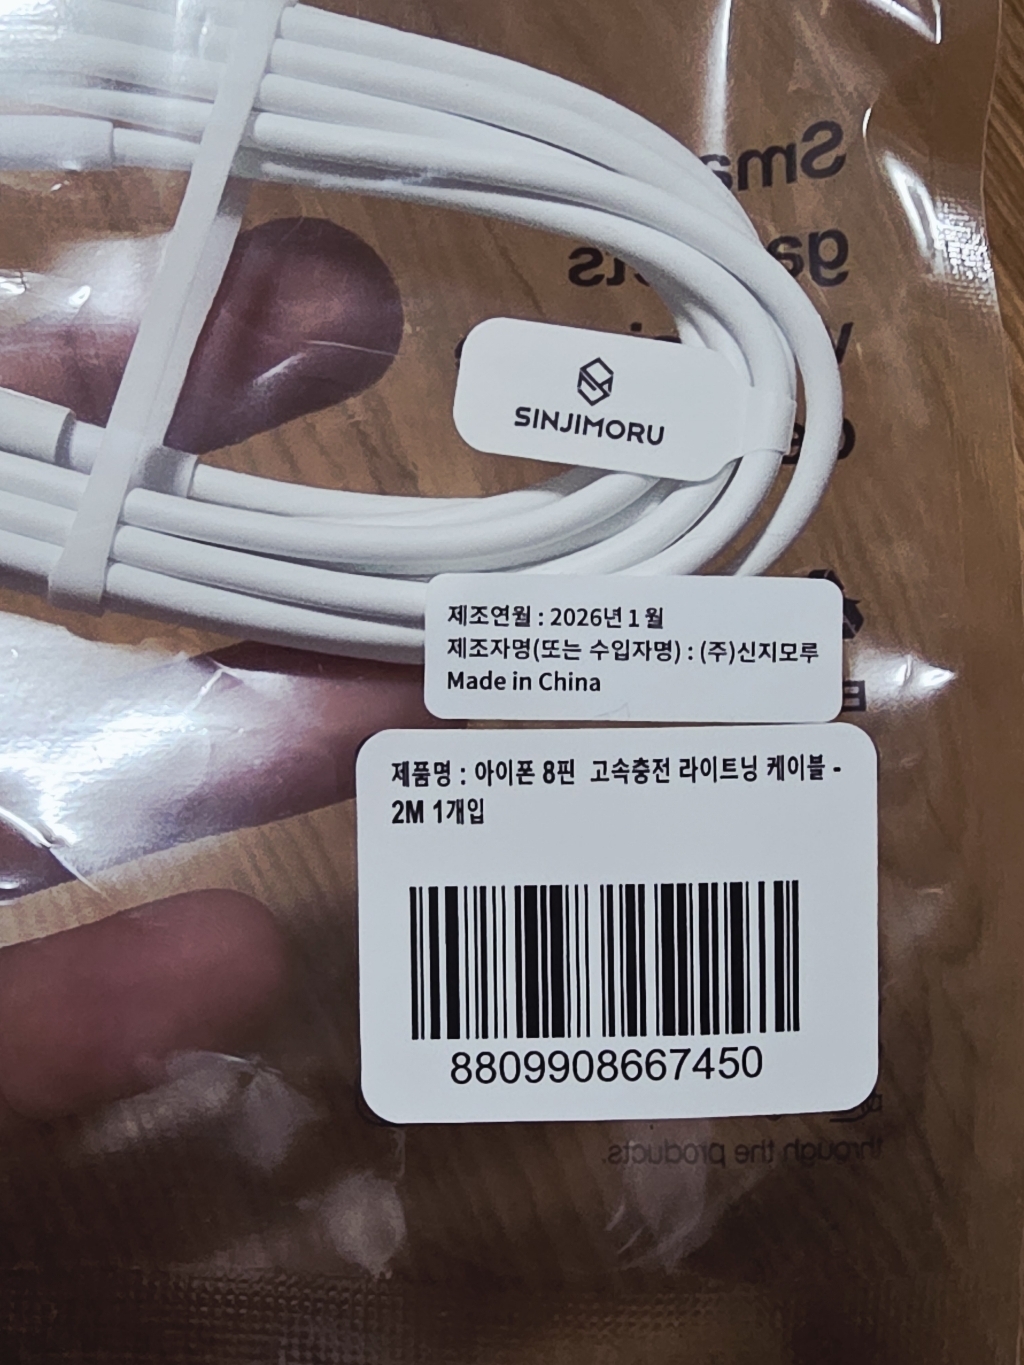 SINJIMORU
제조연월 : 2026년 1월
제조자명(또는 수입자명) : (주)신지모루
Made in China
제품명 : 아이폰 8핀 고속충전 라이트닝 케이블 -
2M 1개입
8809908667450
through the products.